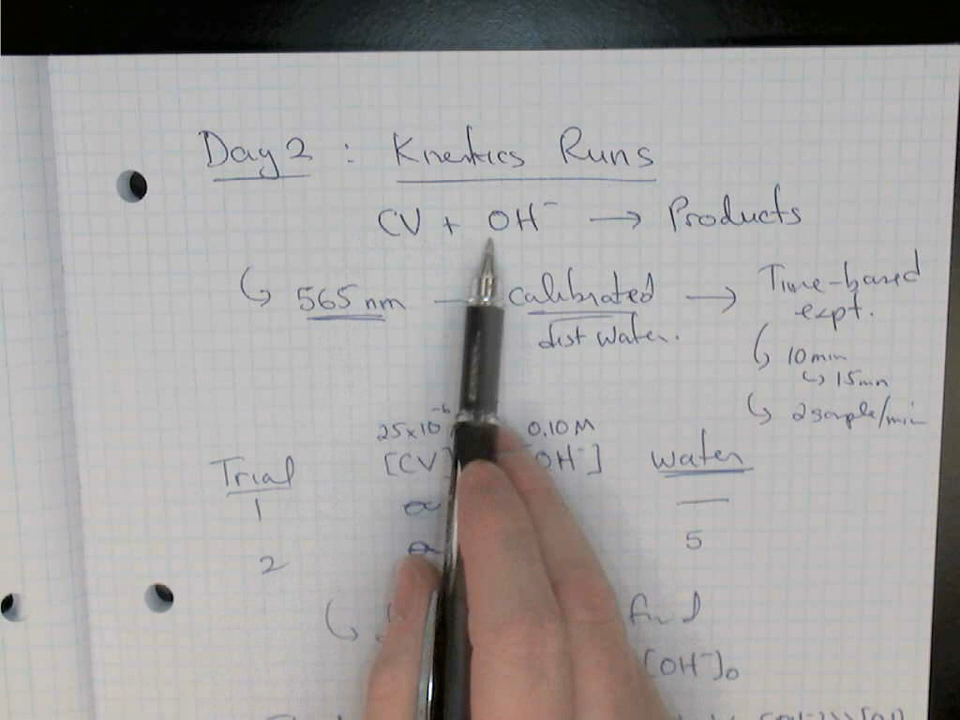 Day 2 : Kinetics Runs
CV + OH⁻ → Products
↳ 565 nm — calibrated → Time-based
dist water. expt.
↳ 10 min
↳ 15 min
↳ 2 sample/min
25x10⁻⁶ 0.10 M
Trial [CV] OH⁻] water
1 —
2 5
[OH⁻]₀